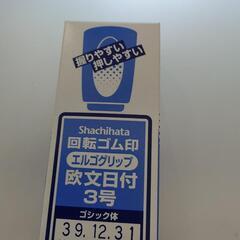 握りやすい
押しやすい
Shachihata
回転ゴム印
エルゴグリップ
欧文日付
3号
ゴシック体
39.12.31